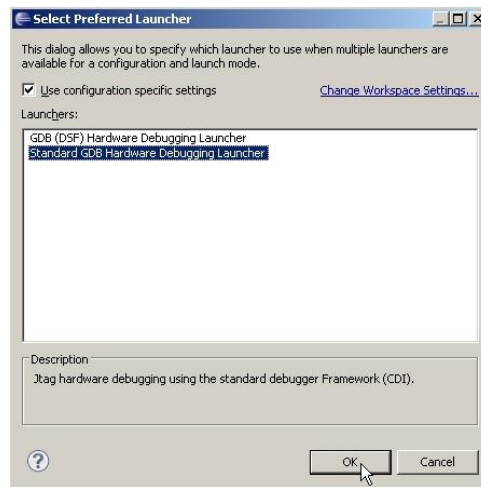 Select Preferred Launcher
This dialog allows you to specify which launcher to use when multiple launchers are
available for a configuration and launch mode.
Use configuration specific settings
Change Workspace Settings...
Launchers:
GDB (DSF) Hardware Debugging Launcher
Standard GDB Hardware Debugging Launcher
Description
Jtag hardware debugging using the standard debugger Framework (CDI).
?
OK
Cancel